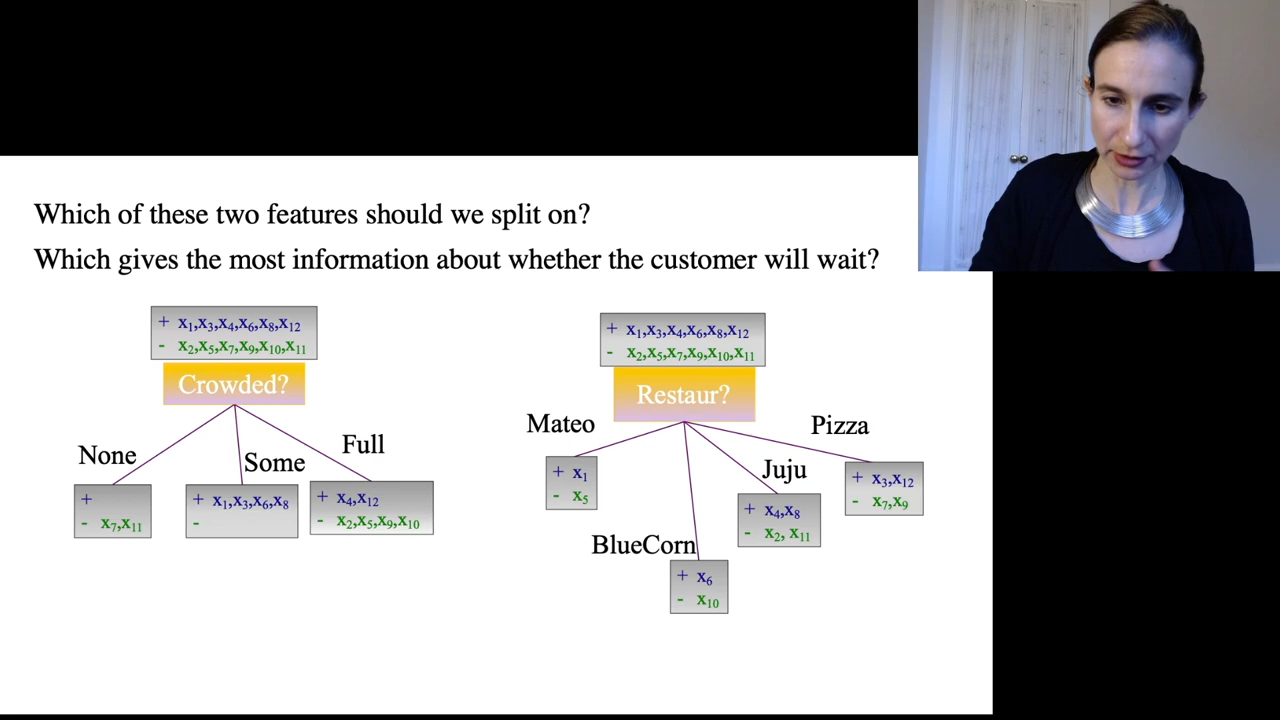 Which of these two features should we split on?
Which gives the most information about whether the customer will wait?
+ x₁,x₃,x₄,x₆,x₈,x₁₂
- x₂,x₅,x₇,x₉,x₁₀,x₁₁
Crowded?
None
Some
Full
+
- x₇,x₁₁
+ x₁,x₃,x₆,x₈
-
+ x₄,x₁₂
- x₂,x₅,x₉,x₁₀
+ x₁,x₃,x₄,x₆,x₈,x₁₂
- x₂,x₅,x₇,x₉,x₁₀,x₁₁
Restaur?
Mateo
BlueCorn
Juju
Pizza
+ x₁
- x₅
+ x₆
- x₁₀
+ x₄,x₈
- x₂, x₁₁
+ x₃,x₁₂
- x₇,x₉